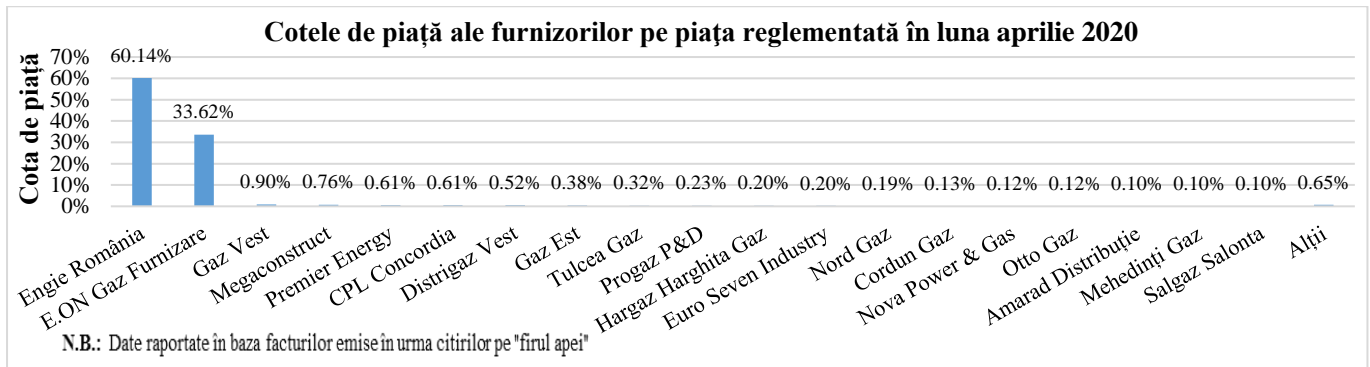 Cotele de piață ale furnizorilor pe piaţa reglementată în luna aprilie 2020
Cota de piață
70%
60%
50%
40%
30%
20%
10%
0%
60.14%
33.62%
0.90%
0.76%
0.61%
0.61%
0.52%
0.38%
0.32%
0.23%
0.20%
0.20%
0.19%
0.13%
0.12%
0.12%
0.10%
0.10%
0.10%
0.65%
Engie România
E.ON Gaz Furnizare
Gaz Vest
Megaconstruct
Premier Energy
CPL Concordia
Distrigaz Vest
Gaz Est
Tulcea Gaz
Progaz P&D
Hargaz Harghita Gaz
Euro Seven Industry
Nord Gaz
Cordun Gaz
Nova Power & Gas
Otto Gaz
Amarad Distribuție
Mehedinți Gaz
Salgaz Salonta
Alții
N.B.: Date raportate în baza facturilor emise în urma citirilor pe "firul apei"